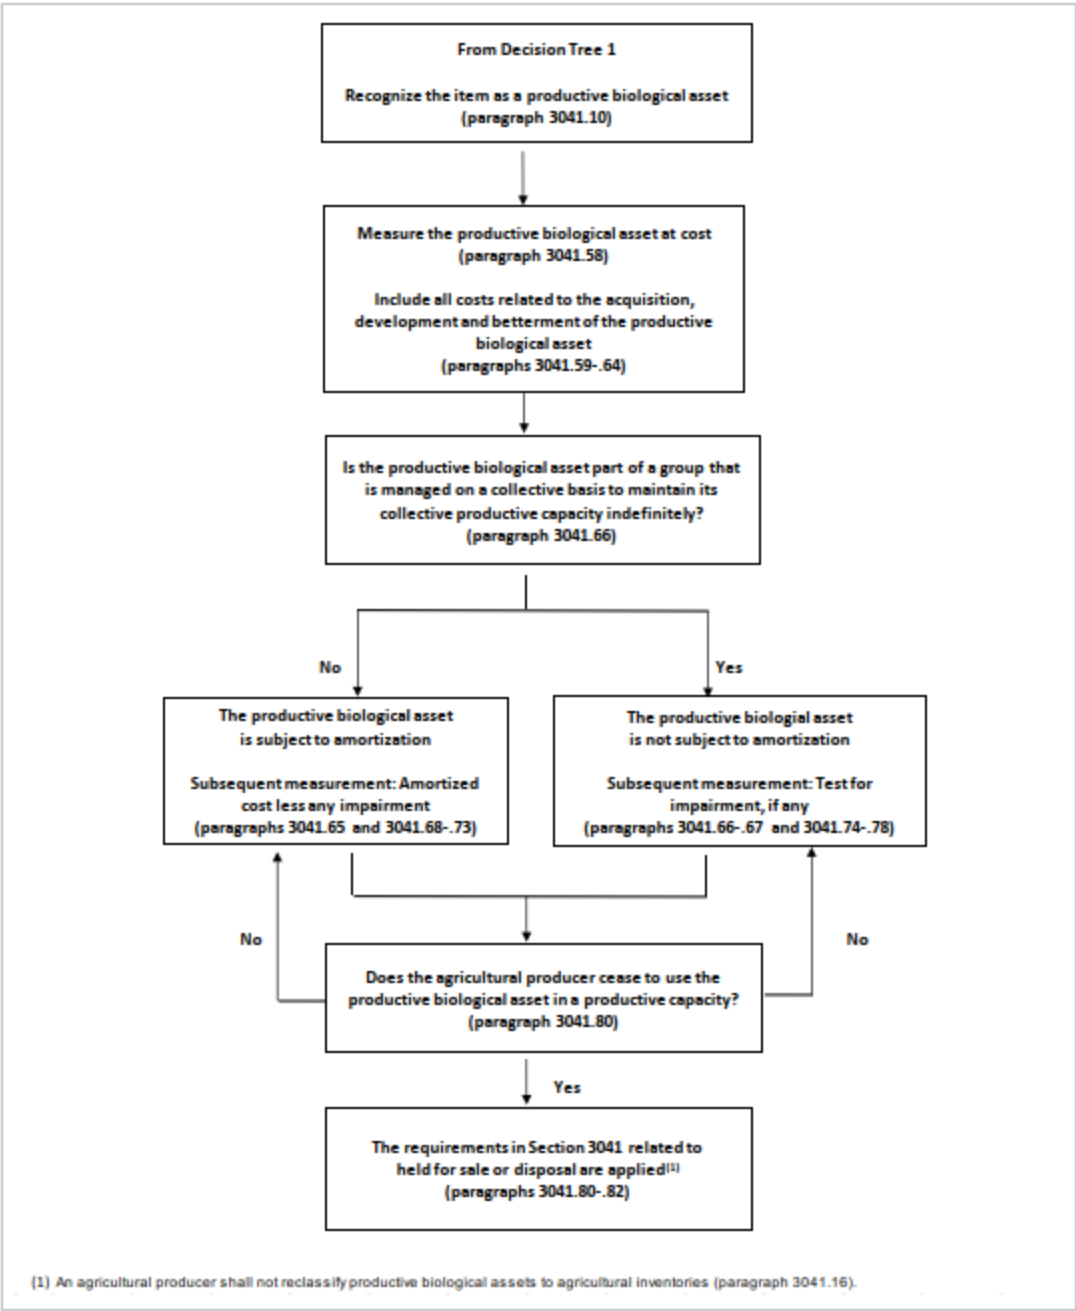 From Decision Tree 1
Recognize the item as a productive biological asset
(paragraph 3041.10)
Measure the productive biological asset at cost
(paragraph 3041.58)
Include all costs related to the acquisition,
development and betterment of the productive
biological asset
(paragraphs 3041.59-.64)
Is the productive biological asset part of a group that
is managed on a collective basis to maintain its
collective productive capacity indefinitely?
(paragraph 3041.66)
No
Yes
The productive biological asset
is subject to amortization
Subsequent measurement: Amortized
cost less any impairment
(paragraphs 3041.65 and 3041.68-.73)
The productive biologial asset
is not subject to amortization
Subsequent measurement: Test for
impairment, if any
(paragraphs 3041.66-.67 and 3041.74-.78)
No
No
Does the agricultural producer cease to use the
productive biological asset in a productive capacity?
(paragraph 3041.80)
Yes
The requirements in Section 3041 related to
held for sale or disposal are applied(1)
(paragraphs 3041.80-.82)
(1) An agricultural producer shall not reclassify productive biological assets to agricultural inventories (paragraph 3041.16).